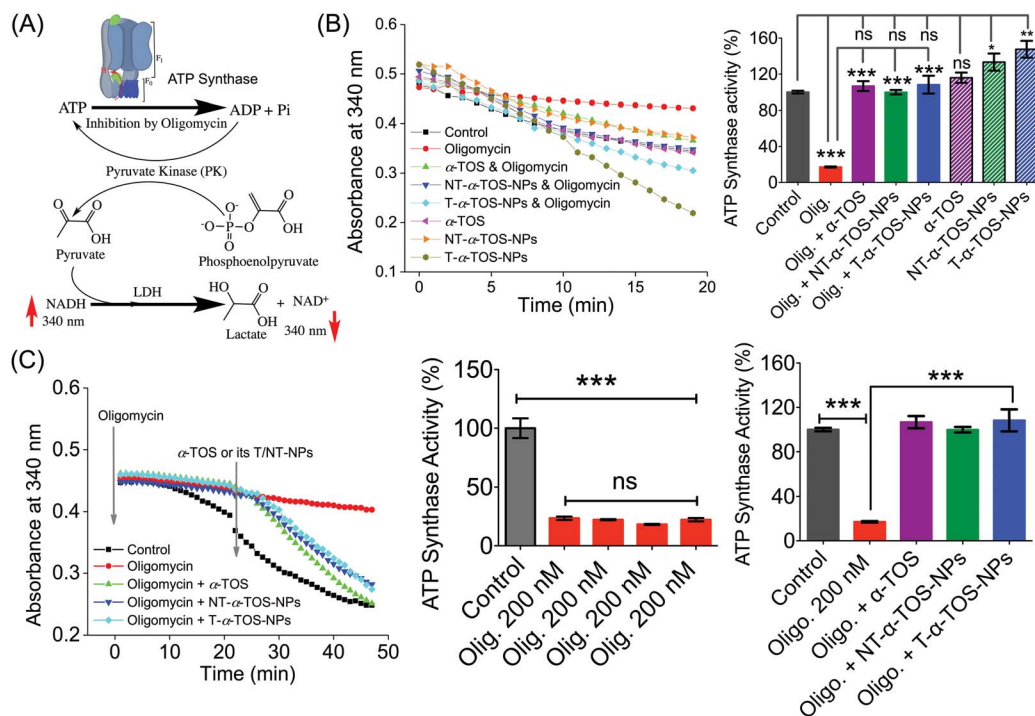 (A)
F₁
F₀
ATP Synthase
ATP
ADP + Pi
Inhibition by Oligomycin
Pyruvate Kinase (PK)
O
O
OH
Pyruvate
O⁻
⁻O
P
O
O
O
OH
Phosphoenolpyruvate
NADH
340 nm
LDH
HO
O
OH
Lactate
+ NAD⁺
340 nm
(B)
Absorbance at 340 nm
0.6
0.5
0.4
0.3
0.2
0.1
Control
Oligomycin
α-TOS & Oligomycin
NT-α-TOS-NPs & Oligomycin
T-α-TOS-NPs & Oligomycin
α-TOS
NT-α-TOS-NPs
T-α-TOS-NPs
0 5 10 15 20
Time (min)
ATP Synthase activity (%)
160
120
80
40
0
ns ns ns
*** *** *** ns * **
***
Control
Olig.
Olig. + α-TOS
Olig. + NT-α-TOS-NPs
Olig. + T-α-TOS-NPs
α-TOS
NT-α-TOS-NPs
T-α-TOS-NPs
(C)
Absorbance at 340 nm
0.6
0.5
0.4
0.3
0.2
Oligomycin
α-TOS or its T/NT-NPs
Control
Oligomycin
Oligomycin + α-TOS
Oligomycin + NT-α-TOS-NPs
Oligomycin + T-α-TOS-NPs
0 10 20 30 40 50
Time (min)
ATP Synthase Activity (%)
150
100
50
0
***
ns
Control
Olig. 200 nM
Olig. 200 nM
Olig. 200 nM
Olig. 200 nM
ATP Synthase Activity (%)
160
120
80
40
0
***
***
Control
Oligo. 200 nM
Oligo. + α-TOS
Oligo. + NT-α-TOS-NPs
Oligo. + T-α-TOS-NPs